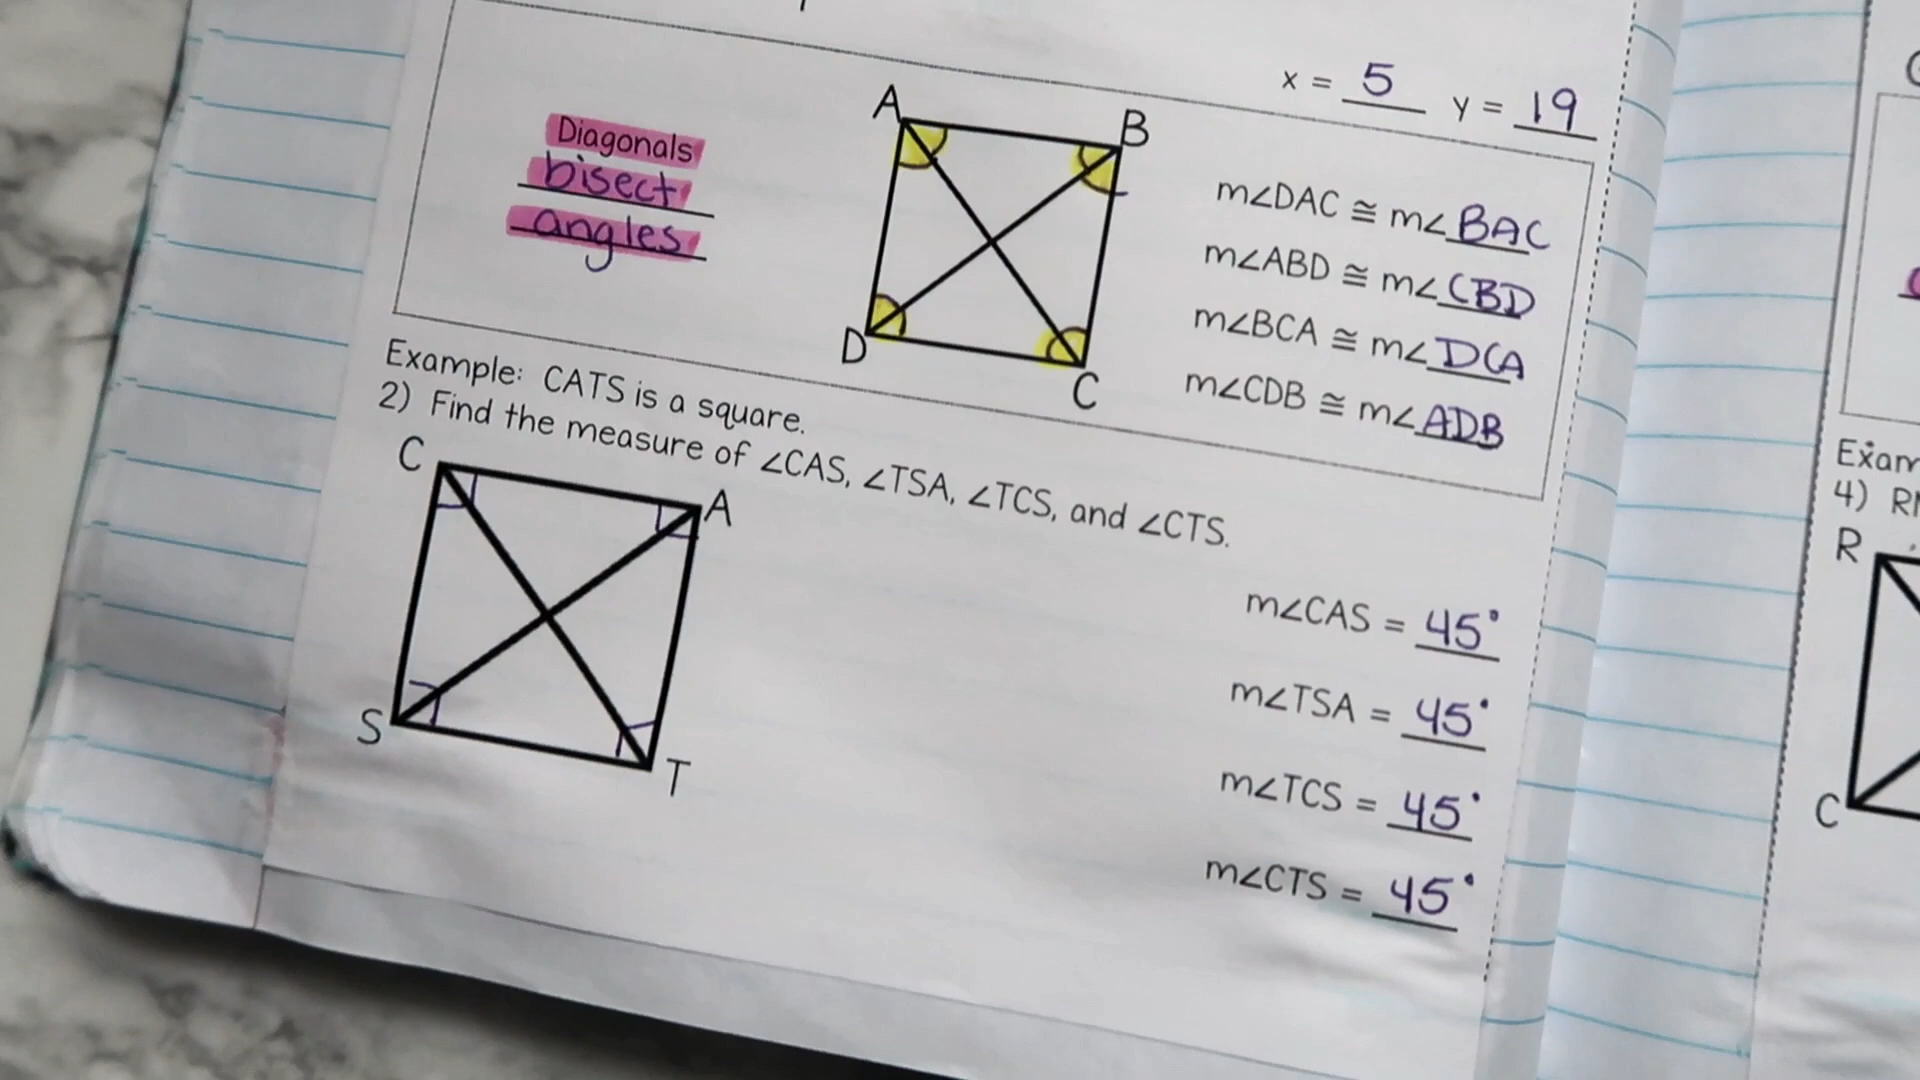 x = 5 y = 19
Diagonals
bisect
angles
A
B
D
C
m∠DAC ≅ m∠BAC
m∠ABD ≅ m∠CBD
m∠BCA ≅ m∠DCA
m∠CDB ≅ m∠ADB
Example: CATS is a square.
2) Find the measure of ∠CAS, ∠TSA, ∠TCS, and ∠CTS.
C
A
S
T
m∠CAS = 45°
m∠TSA = 45°
m∠TCS = 45°
m∠CTS = 45°
4)
R
C